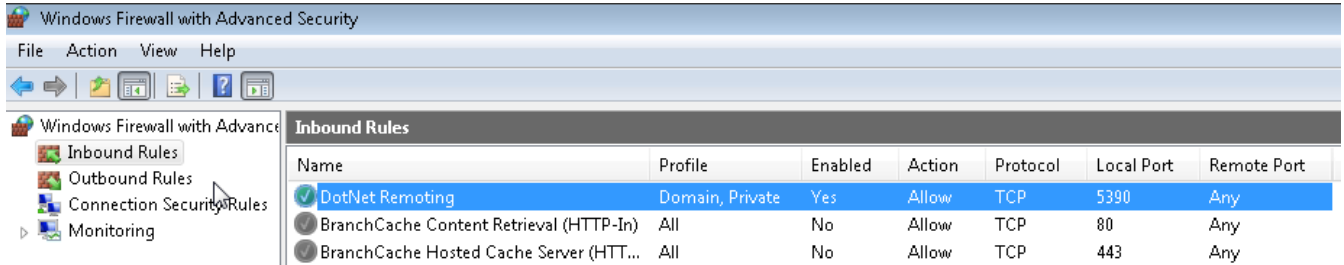 Windows Firewall with Advanced Security
File Action View Help
Windows Firewall with Advance
Inbound Rules
Outbound Rules
Connection Security Rules
Monitoring
Inbound Rules
Name Profile Enabled Action Protocol Local Port Remote Port
DotNet Remoting Domain, Private Yes Allow TCP 5390 Any
BranchCache Content Retrieval (HTTP-In) All No Allow TCP 80 Any
BranchCache Hosted Cache Server (HTT... All No Allow TCP 443 Any